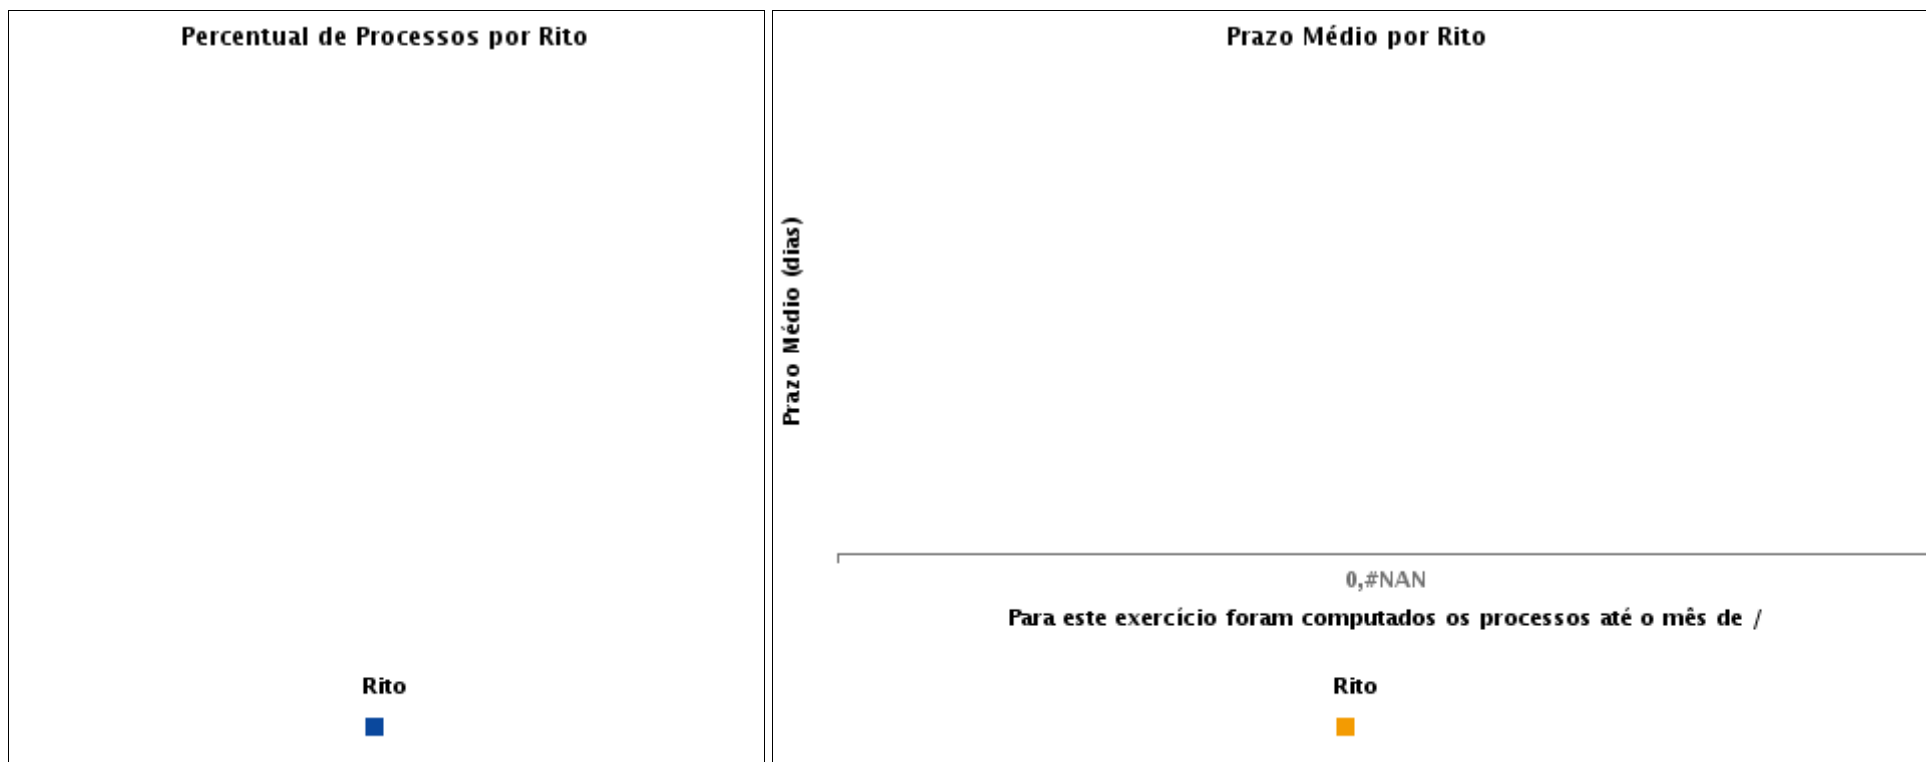 Percentual de Processos por Rito
Rito
Prazo Médio por Rito
Prazo Médio (dias)
0,#NAN
Para este exercício foram computados os processos até o mês de /
Rito